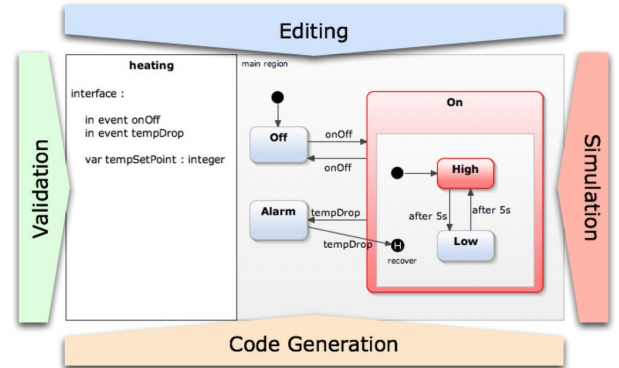 Editing
Validation
heating
interface :
in event onOff
in event tempDrop
var tempSetPoint : integer
main region
On
Off
onOff
onOff
High
after 5s
after 5s
Low
Alarm
tempDrop
tempDrop
H
recover
Simulation
Code Generation